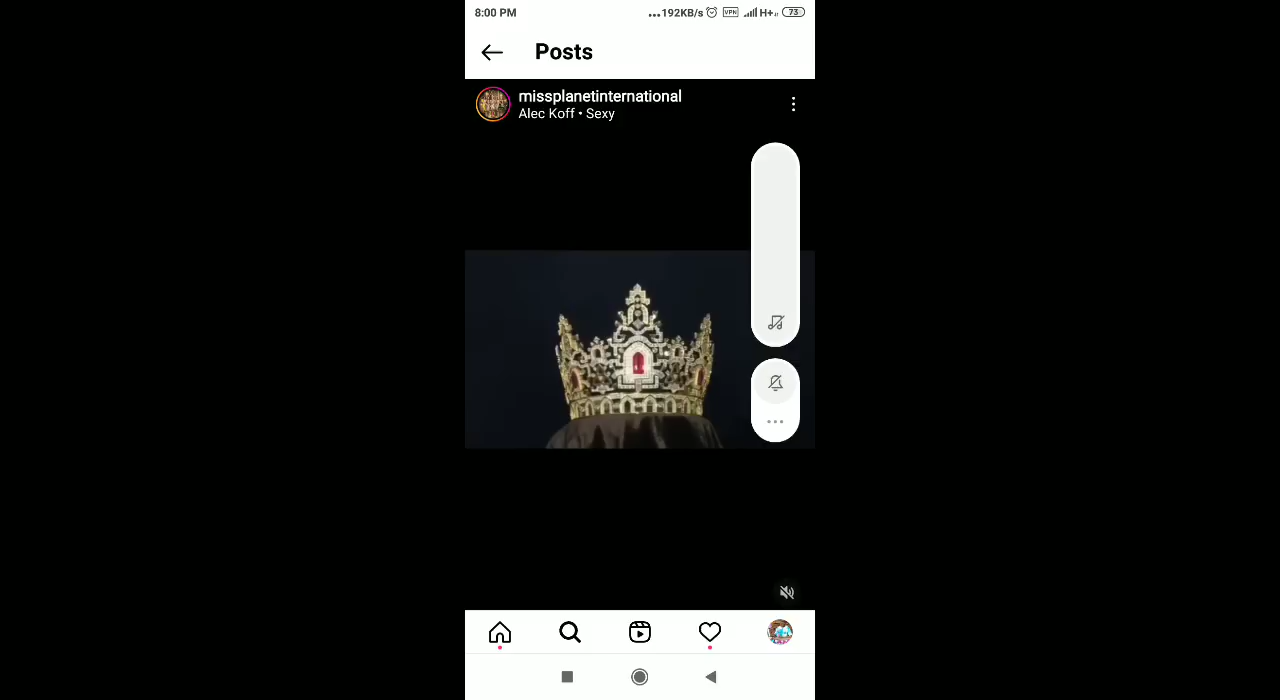 8:00 PM
...192KB/s VPN H+ 73
Posts
missplanetinternational
Alec Koff • Sexy